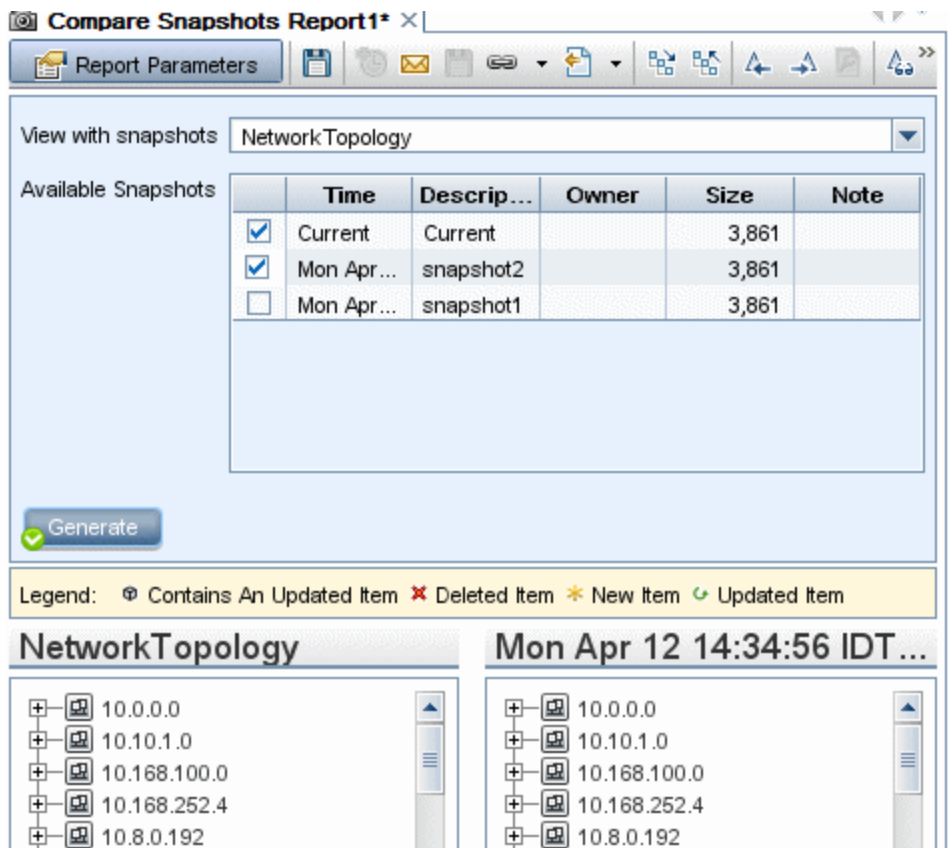 Compare Snapshots Report1*
Report Parameters
View with snapshots NetworkTopology
Available Snapshots
Time Descrip... Owner Size Note
Current Current 3,861
Mon Apr... snapshot2 3,861
Mon Apr... snapshot1 3,861
Generate
Legend: Contains An Updated Item Deleted Item New Item Updated Item
NetworkTopology Mon Apr 12 14:34:56 IDT...
10.0.0.0 10.0.0.0
10.10.1.0 10.10.1.0
10.168.100.0 10.168.100.0
10.168.252.4 10.168.252.4
10.8.0.192 10.8.0.192